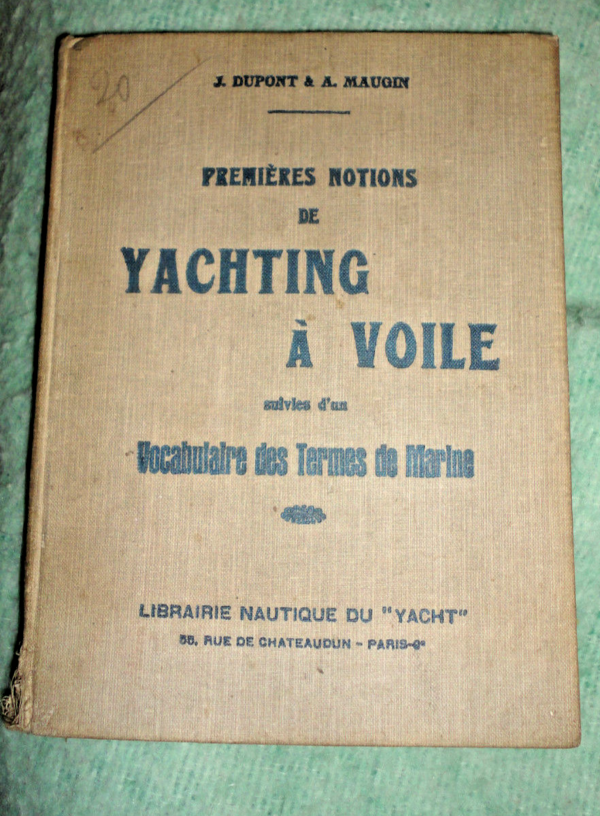 20
J. DUPONT & A. MAUGIN
PREMIÈRES NOTIONS
DE
YACHTING
À VOILE
suivies d'un
Vocabulaire des Termes de Marine
LIBRAIRIE NAUTIQUE DU "YACHT"
55, RUE DE CHATEAUDUN - PARIS-9e